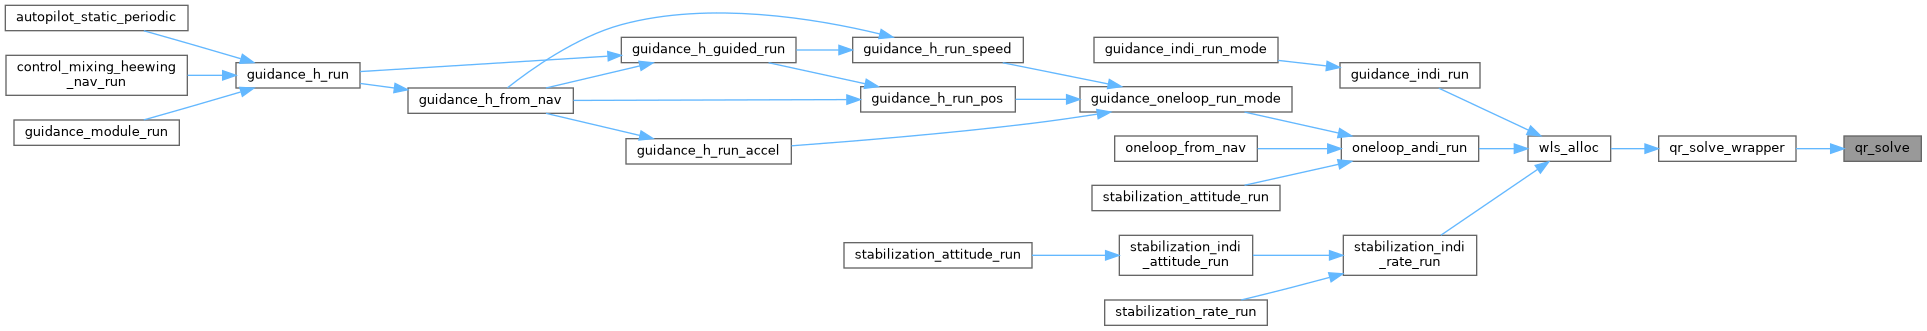 autopilot_static_periodic
control_mixing_heewing
_nav_run
guidance_module_run
guidance_h_run
guidance_h_from_nav
guidance_h_guided_run
guidance_h_run_accel
guidance_h_run_speed
guidance_h_run_pos
guidance_indi_run_mode
guidance_oneloop_run_mode
oneloop_from_nav
stabilization_attitude_run
stabilization_attitude_run
stabilization_indi
_attitude_run
stabilization_rate_run
guidance_indi_run
oneloop_andi_run
stabilization_indi
_rate_run
wls_alloc
qr_solve_wrapper
qr_solve